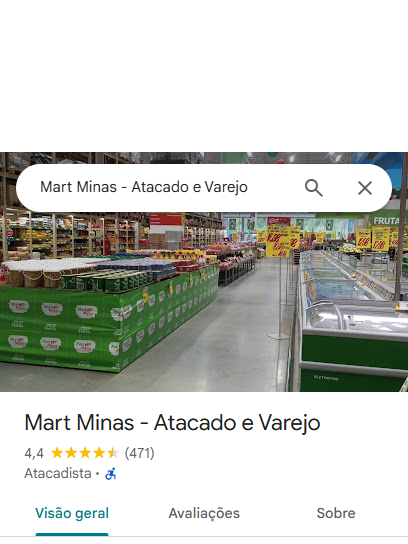 Mart Minas - Atacado e Varejo
FRUTA
Mart Minas - Atacado e Varejo
4,4 (471)
Atacadista ·
Visão geral
Avaliações
Sobre